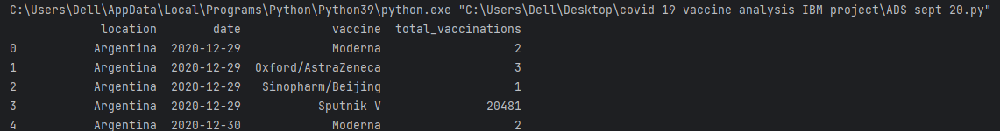 C:\Users\Dell\AppData\Local\Programs\Python\Python39\python.exe "C:\Users\Dell\Desktop\covid 19 vaccine analysis IBM project\ADS sept 20.py"
location date vaccine total_vaccinations
0 Argentina 2020-12-29 Moderna 2
1 Argentina 2020-12-29 Oxford/AstraZeneca 3
2 Argentina 2020-12-29 Sinopharm/Beijing 1
3 Argentina 2020-12-29 Sputnik V 20481
4 Argentina 2020-12-30 Moderna 2